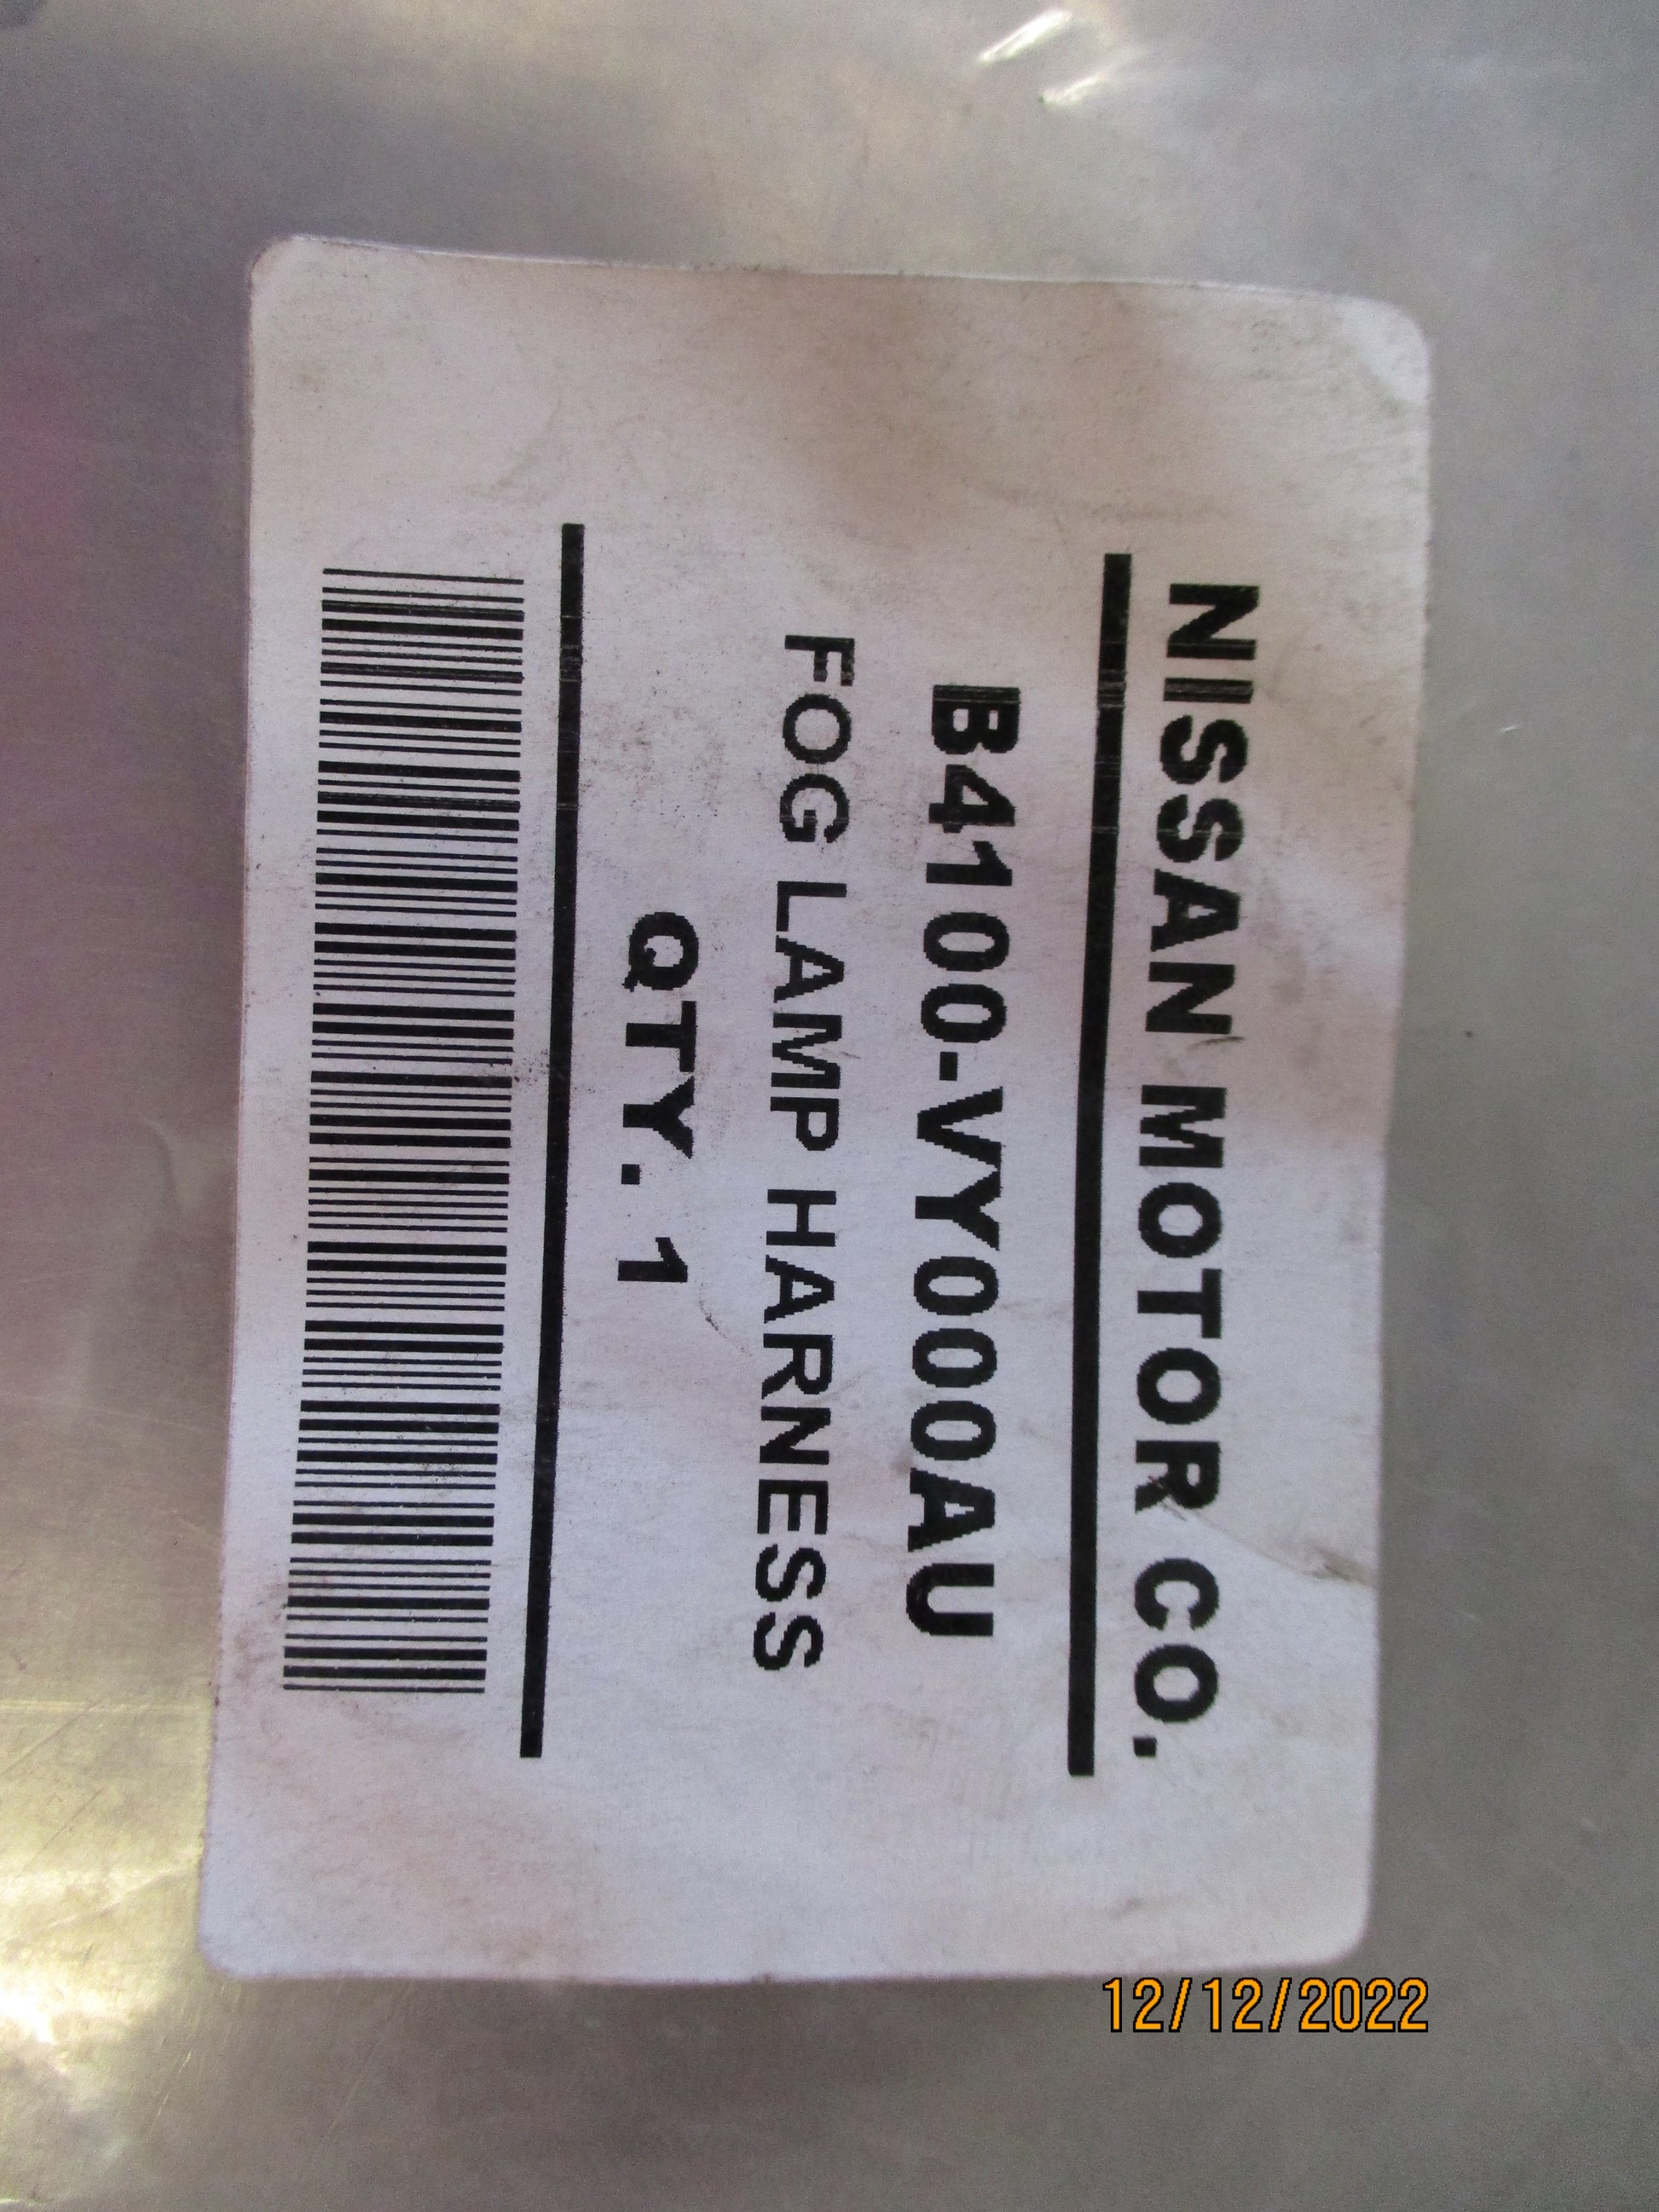 NISSAN MOTOR CO.
B4100-VY000AU
FOG LAMP HARNESS
QTY. 1
12/12/2022